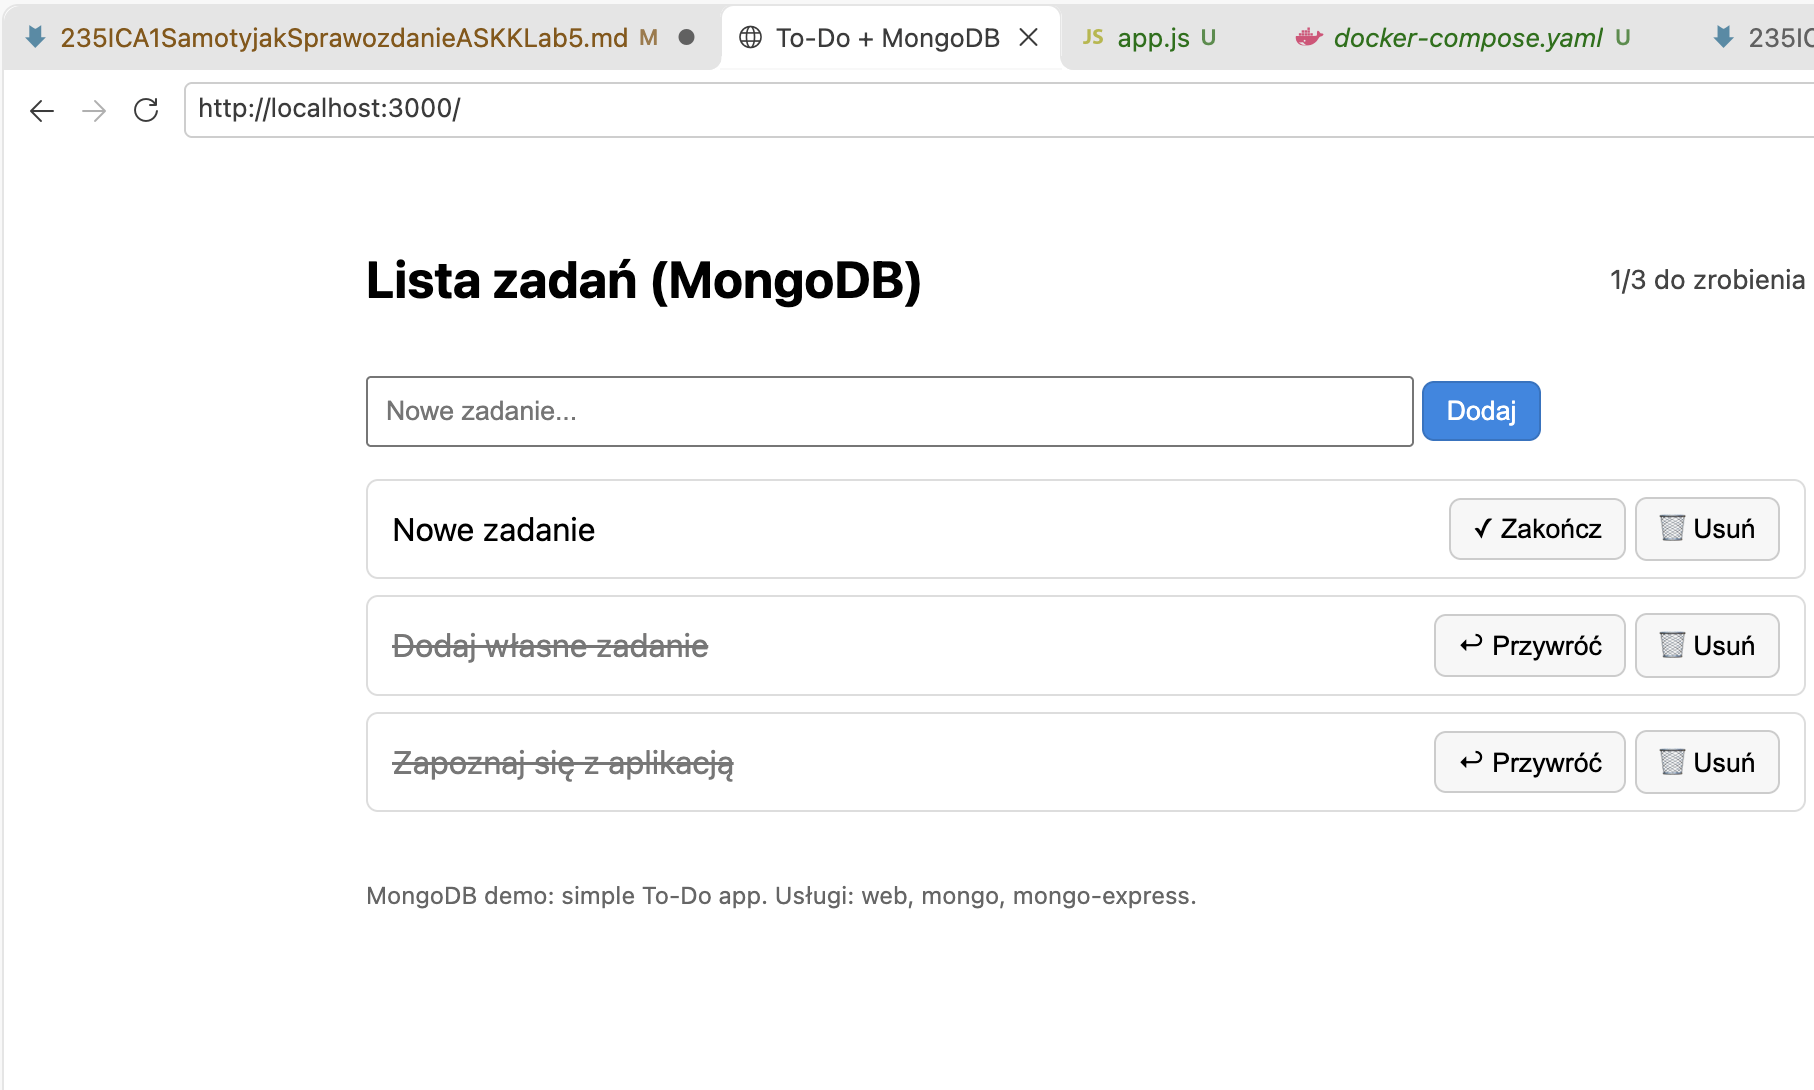 235ICA1SamotyjakSprawozdanieASKKLab5.md M To-Do + MongoDB JS app.js U docker-compose.yaml U 235IC
http://localhost:3000/
Lista zadań (MongoDB) 1/3 do zrobienia
Nowe zadanie... Dodaj
Nowe zadanie ✓ Zakończ 🗑️ Usuń
Dodaj własne zadanie ↩ Przywróć 🗑️ Usuń
Zapoznaj się z aplikacją ↩ Przywróć 🗑️ Usuń
MongoDB demo: simple To-Do app. Usługi: web, mongo, mongo-express.